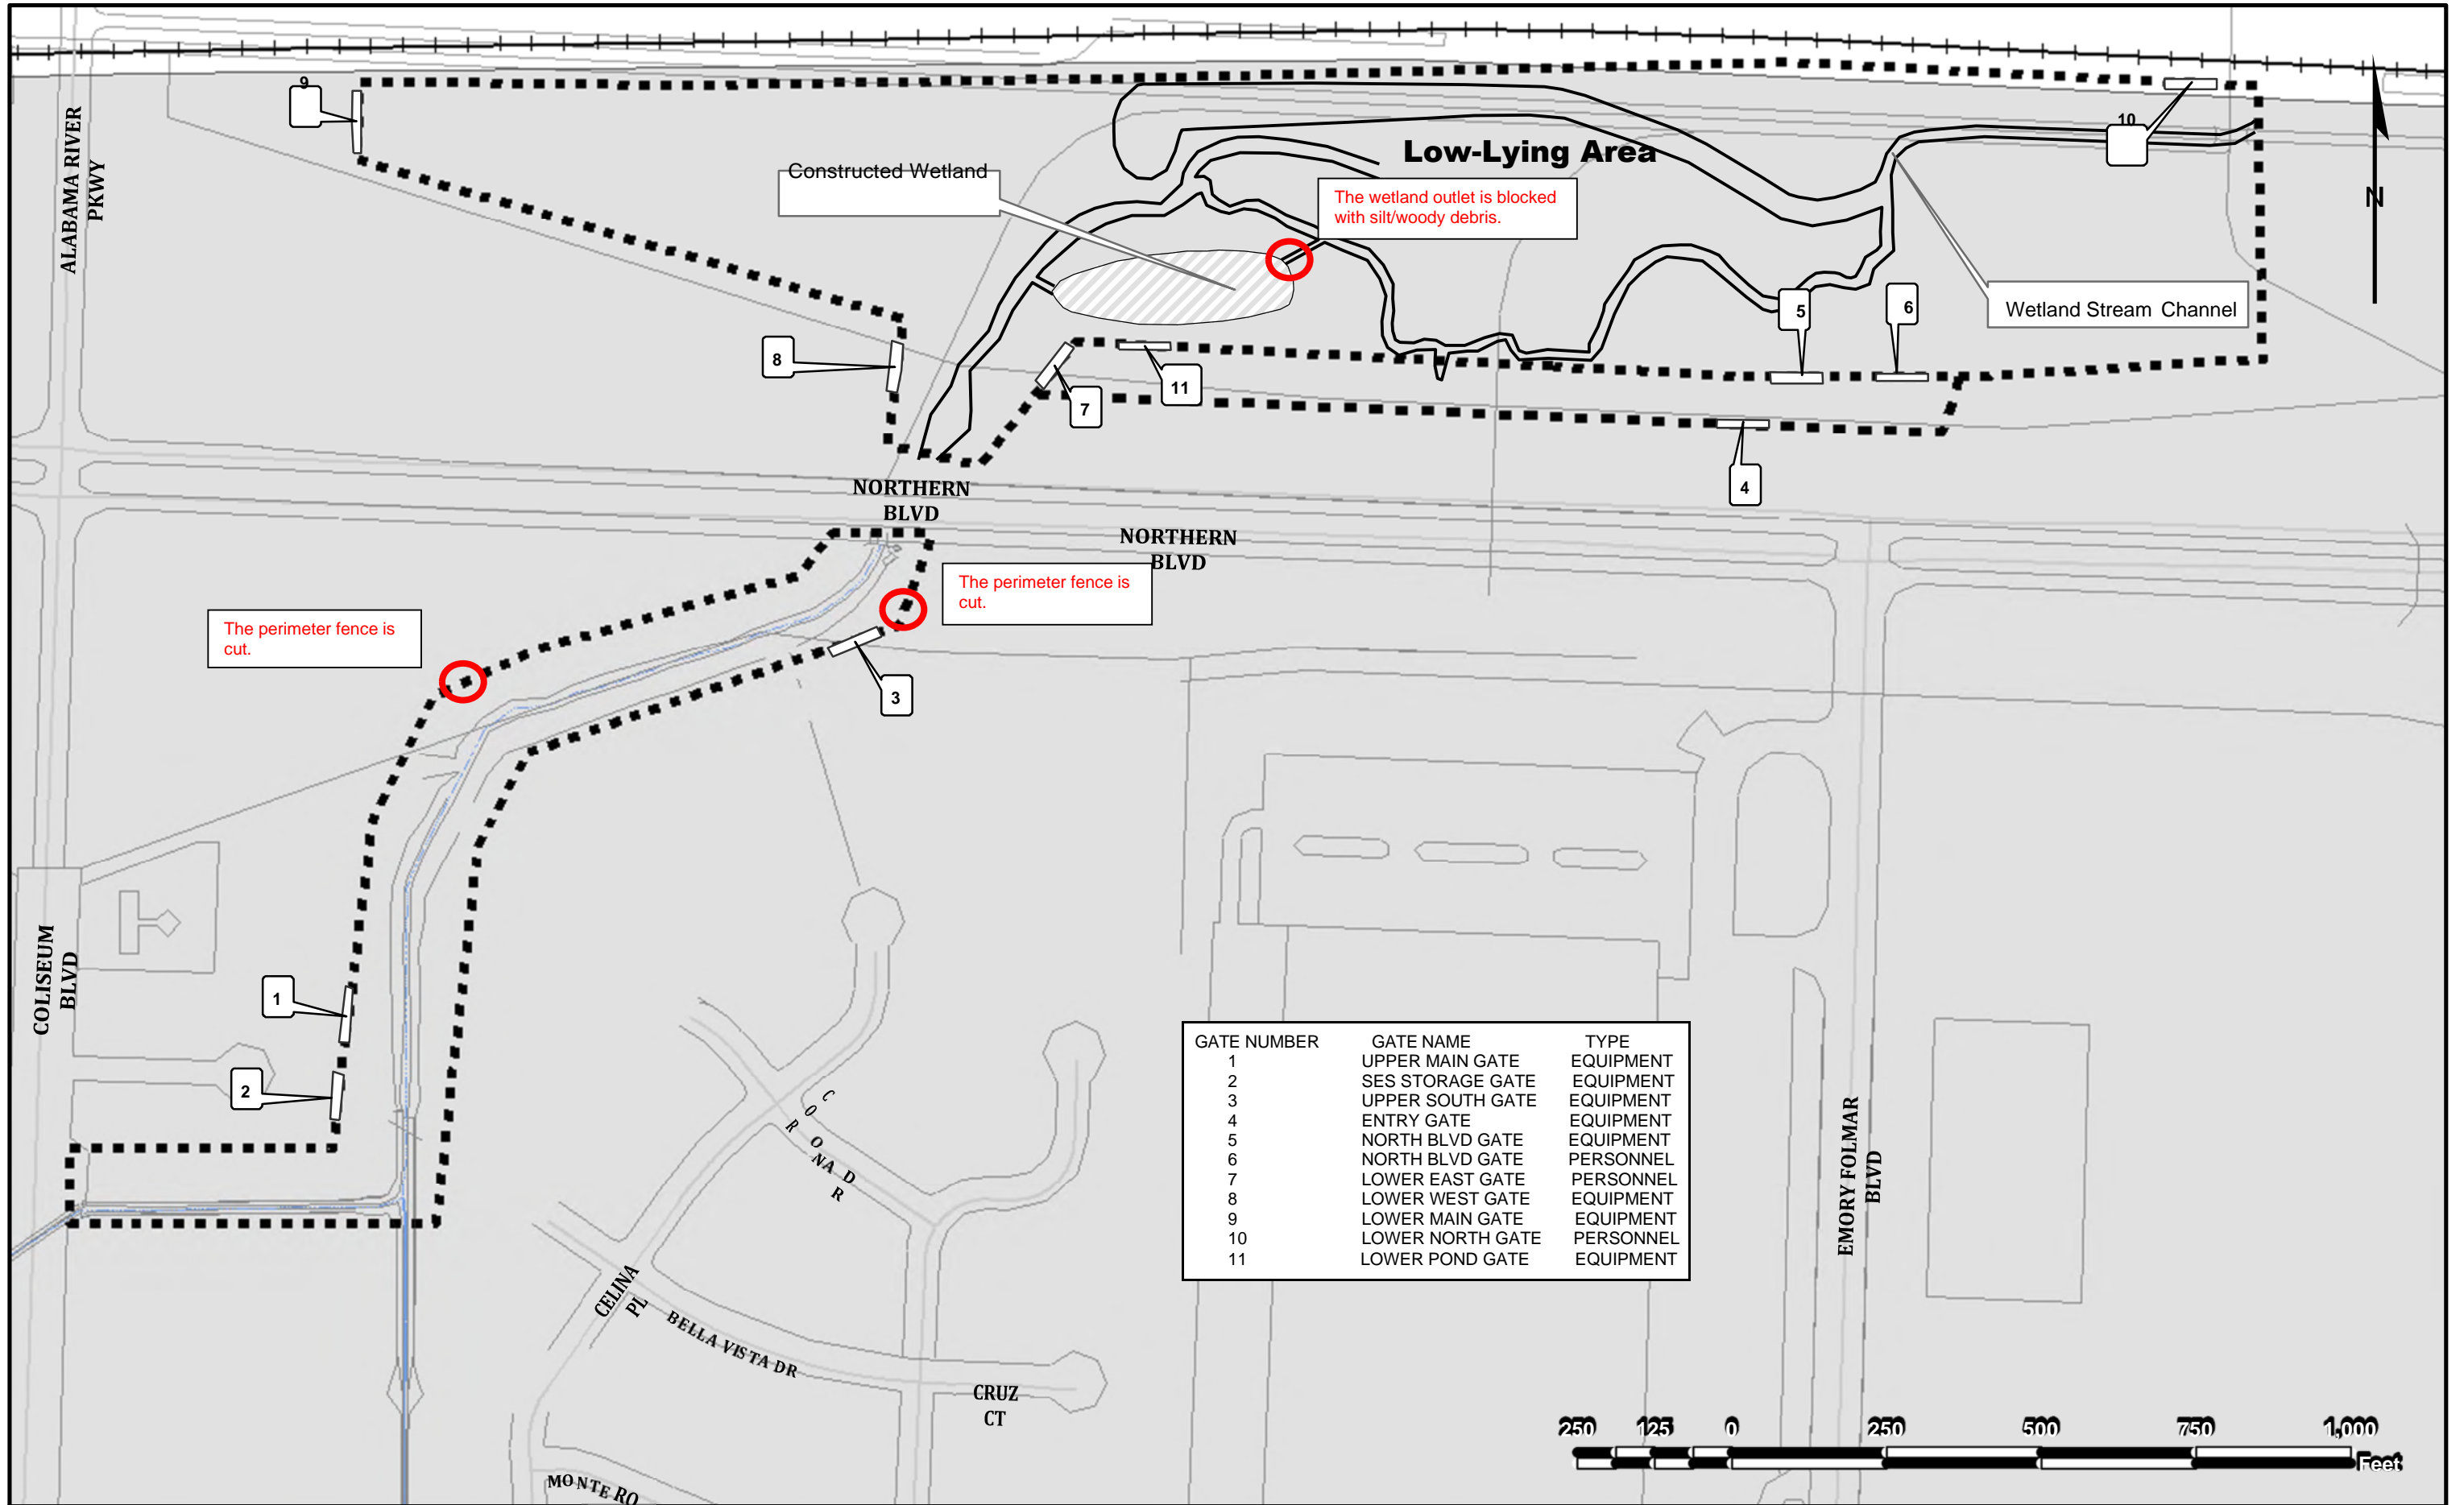 9
10
ALABAMA RIVER
PKWY
Low-Lying Area
Constructed Wetland
The wetland outlet is blocked
with silt/woody debris.
N
5
6
Wetland Stream Channel
8
11
7
4
NORTHERN
BLVD
NORTHERN
BLVD
The perimeter fence is
cut.
The perimeter fence is
cut.
3
COLISEUM
BLVD
1
2
GATE NUMBER GATE NAME TYPE
1 UPPER MAIN GATE EQUIPMENT
2 SES STORAGE GATE EQUIPMENT
3 UPPER SOUTH GATE EQUIPMENT
4 ENTRY GATE EQUIPMENT
5 NORTH BLVD GATE EQUIPMENT
6 NORTH BLVD GATE PERSONNEL
7 LOWER EAST GATE PERSONNEL
8 LOWER WEST GATE EQUIPMENT
9 LOWER MAIN GATE EQUIPMENT
10 LOWER NORTH GATE PERSONNEL
11 LOWER POND GATE EQUIPMENT
CORONA DR
EMORY FOLMAR
BLVD
CELINA
PL
BELLA VISTA DR
CRUZ
CT
MONTE RO
250 125 0 250 500 750 1,000
Feet